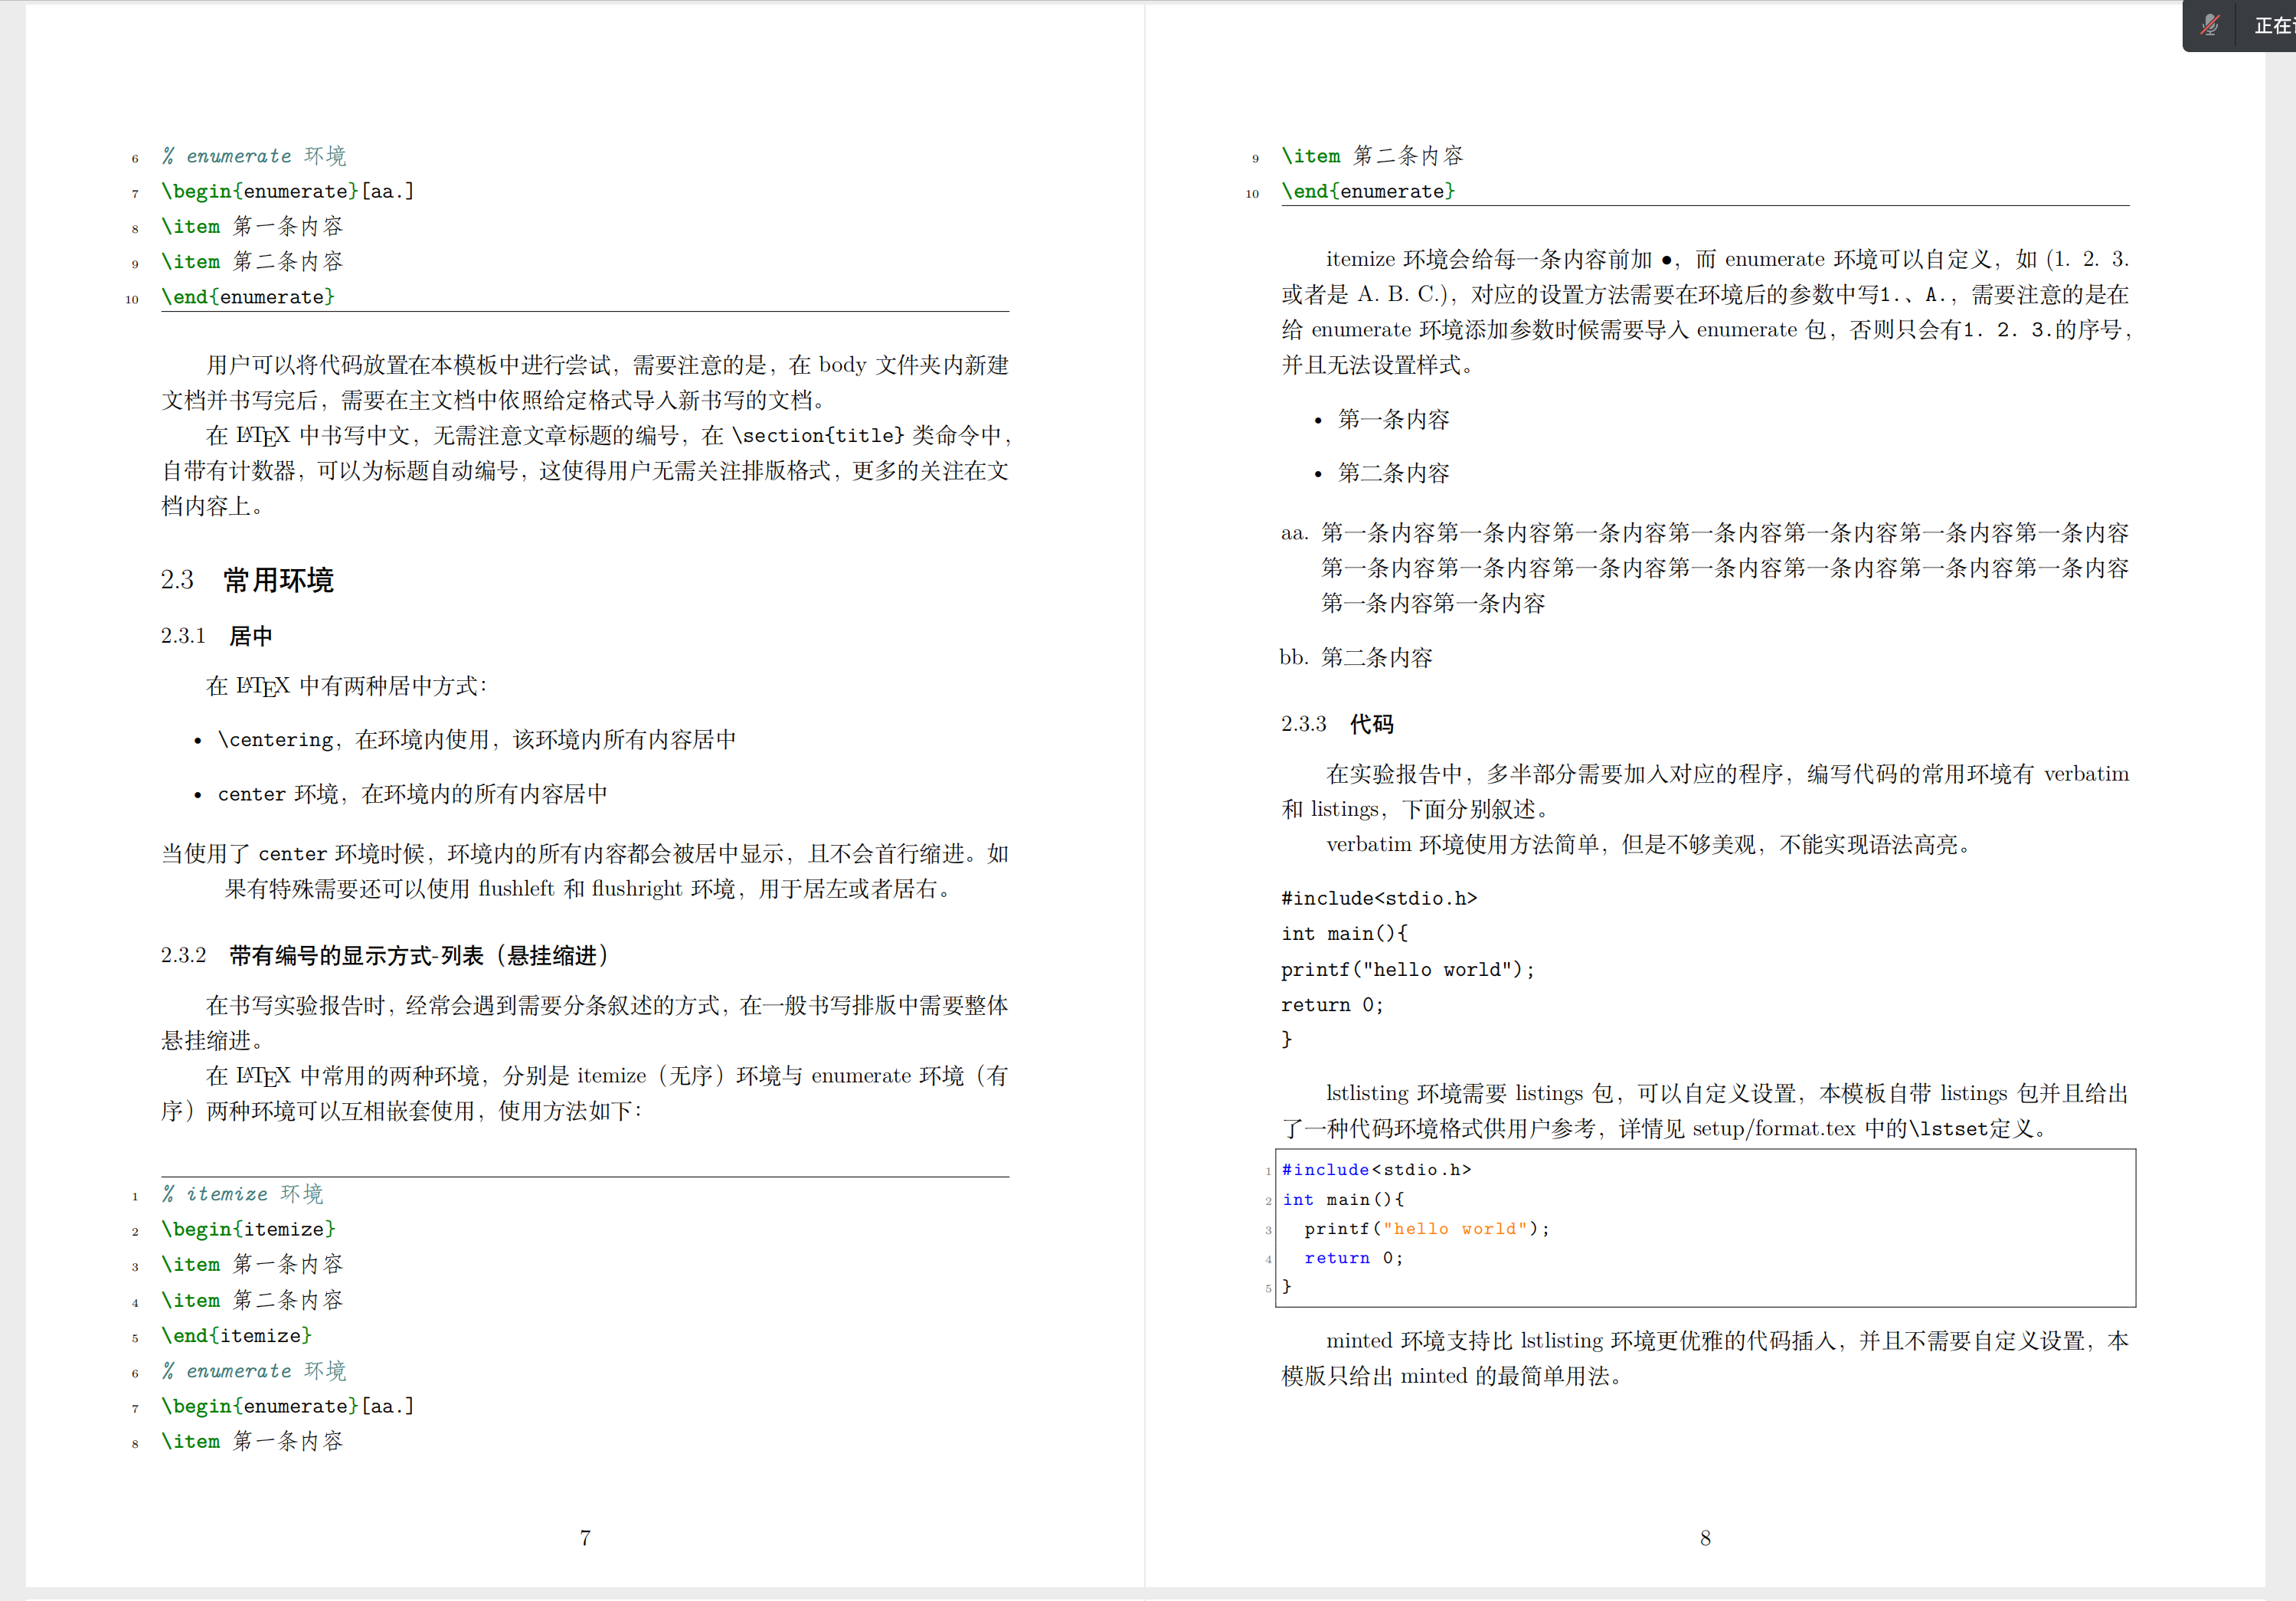 正在
6 % enumerate 环境
7 \begin{enumerate}[aa.]
8 \item 第一条内容
9 \item 第二条内容
10 \end{enumerate}
用户可以将代码放置在本模板中进行尝试，需要注意的是，在 body 文件夹内新建
文档并书写完后，需要在主文档中依照给定格式导入新书写的文档。
在 LATEX 中书写中文，无需注意文章标题的编号，在 \section{title} 类命令中，
自带有计数器，可以为标题自动编号，这使得用户无需关注排版格式，更多的关注在文
档内容上。
2.3 常用环境
2.3.1 居中
在 LATEX 中有两种居中方式：
• \centering，在环境内使用，该环境内所有内容居中
• center 环境，在环境内的所有内容居中
当使用了 center 环境时候，环境内的所有内容都会被居中显示，且不会首行缩进。如
果有特殊需要还可以使用 flushleft 和 flushright 环境，用于居左或者居右。
2.3.2 带有编号的显示方式-列表（悬挂缩进）
在书写实验报告时，经常会遇到需要分条叙述的方式，在一般书写排版中需要整体
悬挂缩进。
在 LATEX 中常用的两种环境，分别是 itemize（无序）环境与 enumerate 环境（有
序）两种环境可以互相嵌套使用，使用方法如下：
1 % itemize 环境
2 \begin{itemize}
3 \item 第一条内容
4 \item 第二条内容
5 \end{itemize}
6 % enumerate 环境
7 \begin{enumerate}[aa.]
8 \item 第一条内容
7
9 \item 第二条内容
10 \end{enumerate}
itemize 环境会给每一条内容前加 ●，而 enumerate 环境可以自定义，如 (1. 2. 3.
或者是 A. B. C.)，对应的设置方法需要在环境后的参数中写1.、A.，需要注意的是在
给 enumerate 环境添加参数时候需要导入 enumerate 包，否则只会有1. 2. 3.的序号，
并且无法设置样式。
• 第一条内容
• 第二条内容
aa. 第一条内容第一条内容第一条内容第一条内容第一条内容第一条内容第一条内容
第一条内容第一条内容第一条内容第一条内容第一条内容第一条内容第一条内容
第一条内容第一条内容
bb. 第二条内容
2.3.3 代码
在实验报告中，多半部分需要加入对应的程序，编写代码的常用环境有 verbatim
和 listings，下面分别叙述。
verbatim 环境使用方法简单，但是不够美观，不能实现语法高亮。
#include<stdio.h>
int main(){
printf("hello world");
return 0;
}
lstlisting 环境需要 listings 包，可以自定义设置，本模板自带 listings 包并且给出
了一种代码环境格式供用户参考，详情见 setup/format.tex 中的\lstset定义。
1 #include<stdio.h>
2 int main(){
3 printf("hello world");
4 return 0;
5 }
minted 环境支持比 lstlisting 环境更优雅的代码插入，并且不需要自定义设置，本
模版只给出 minted 的最简单用法。
8